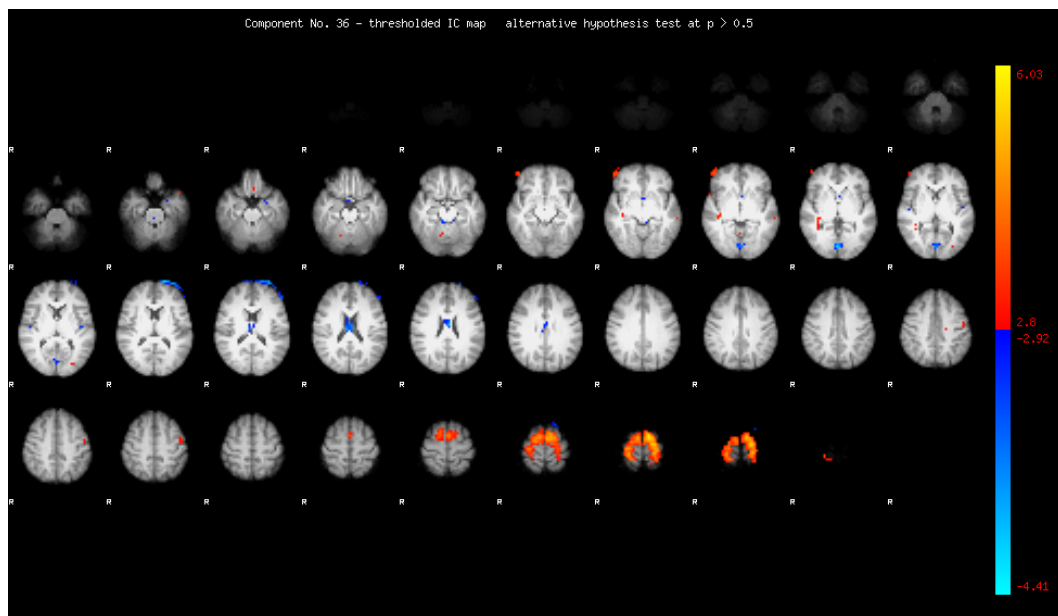 Component No. 36 - thresholded IC map   alternative hypothesis test at p > 0.5
6.03
R R R R R R R R R R
R R R R R R R R R R
2.8
-2.92
R R R R R R R R R R
R R R R R R R R R R
-4.41